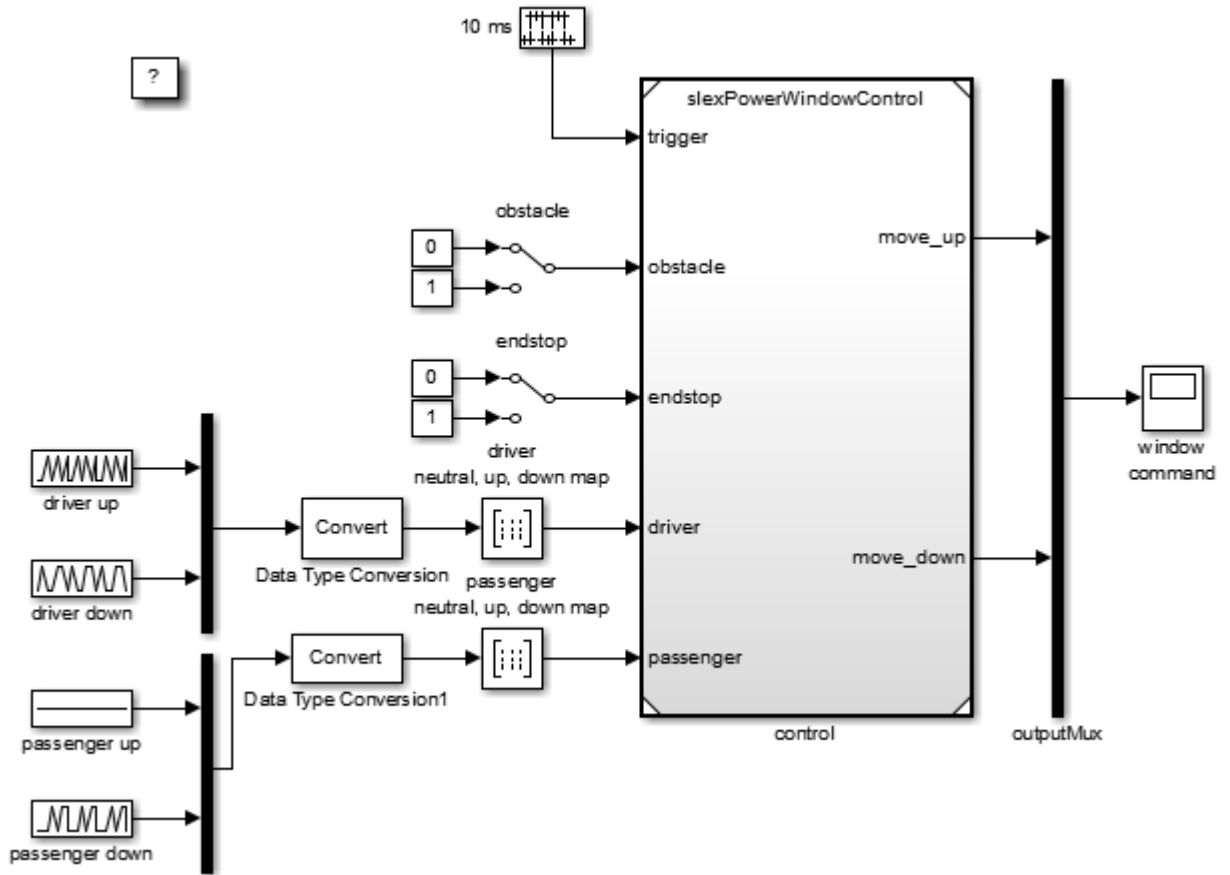 10 ms
?
slexPowerWindowControl
trigger
obstacle
0
1
obstacle
move_up
endstop
0
1
endstop
driver
neutral, up, down map
driver up
Convert
driver
Data Type Conversion
driver down
move_down
window
command
passenger
neutral, up, down map
Convert
passenger
Data Type Conversion1
passenger up
passenger down
control
outputMux